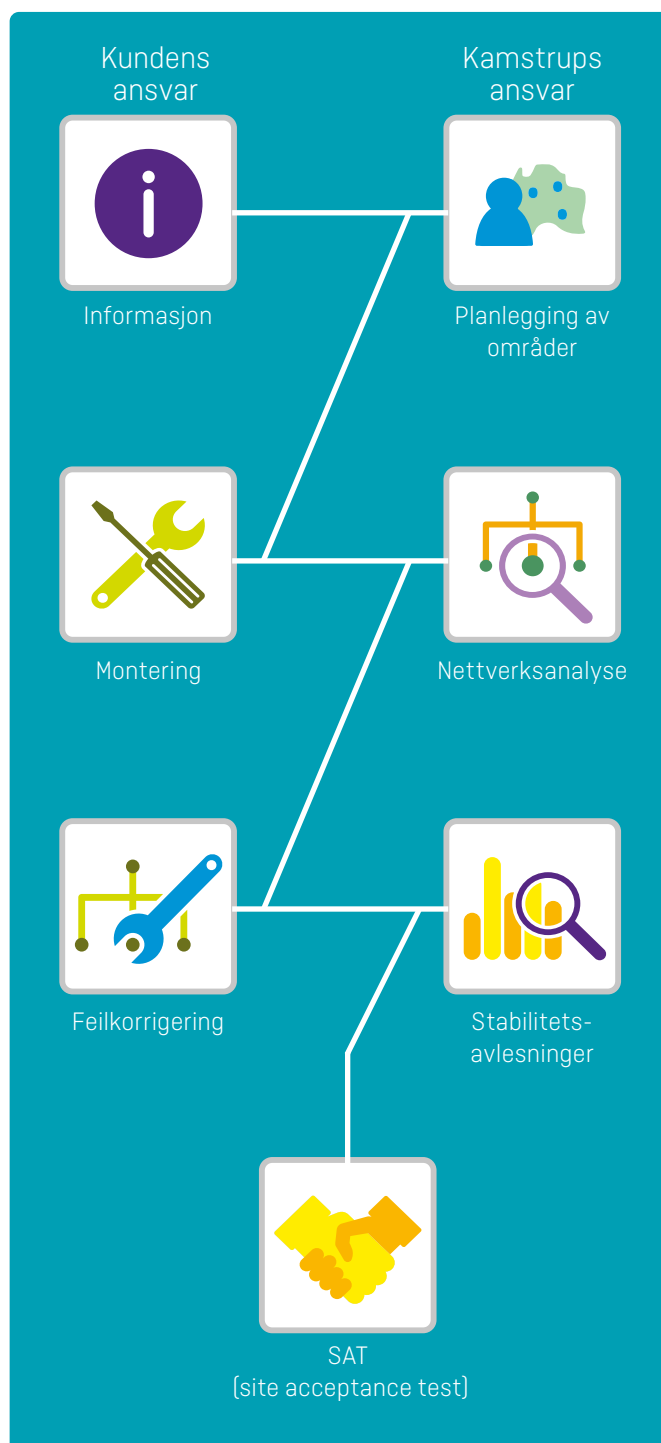 Kundens
ansvar
Kamstrups
ansvar
Informasjon
Planlegging av
områder
Montering
Nettverksanalyse
Feilkorrigering
Stabilitets-
avlesninger
SAT
(site acceptance test)